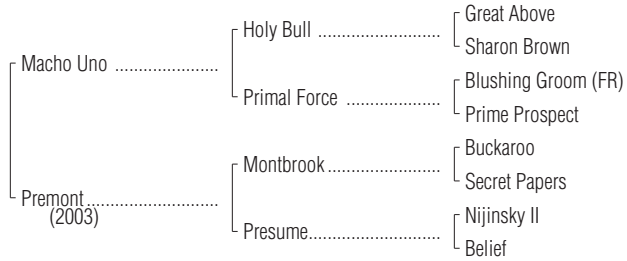 Great Above
Holy Bull ........................
Sharon Brown
Macho Uno ....................
Blushing Groom (FR)
Primal Force ..................
Prime Prospect
Buckaroo
Montbrook......................
Secret Papers
Premont.........................
(2003)
Nijinsky II
Presume.........................
Belief